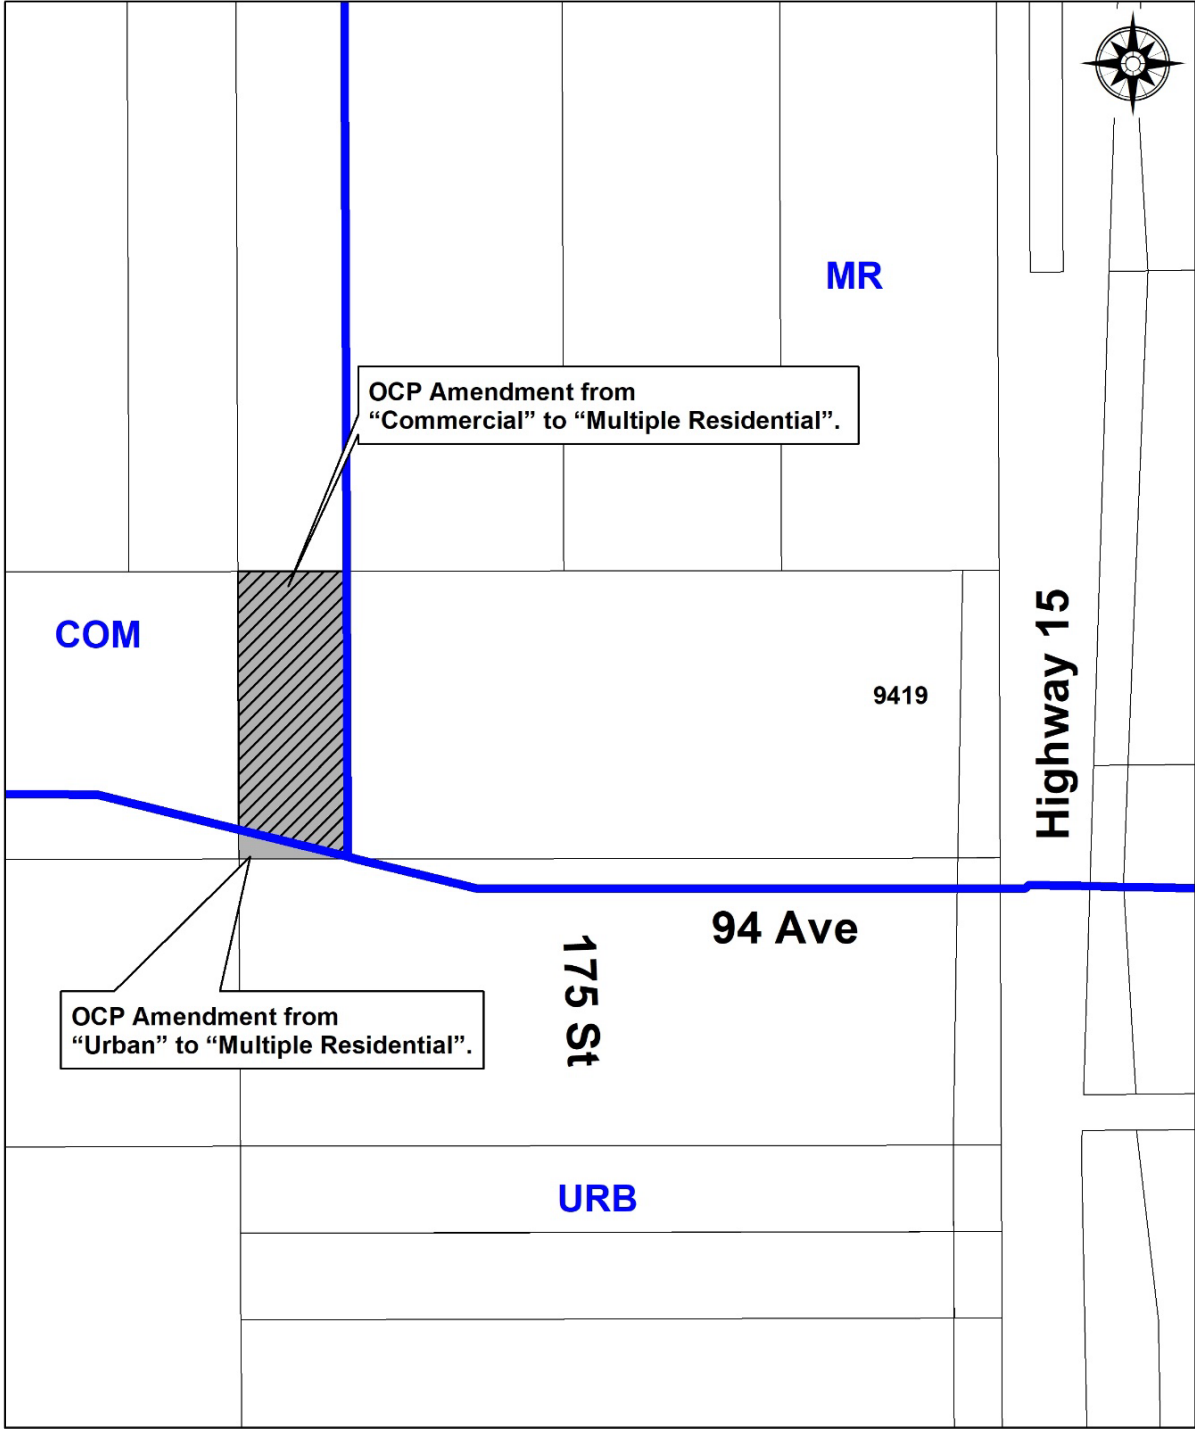 MR
OCP Amendment from
“Commercial” to “Multiple Residential”.
COM
9419
Highway 15
94 Ave
175 St
OCP Amendment from
“Urban” to “Multiple Residential”.
URB